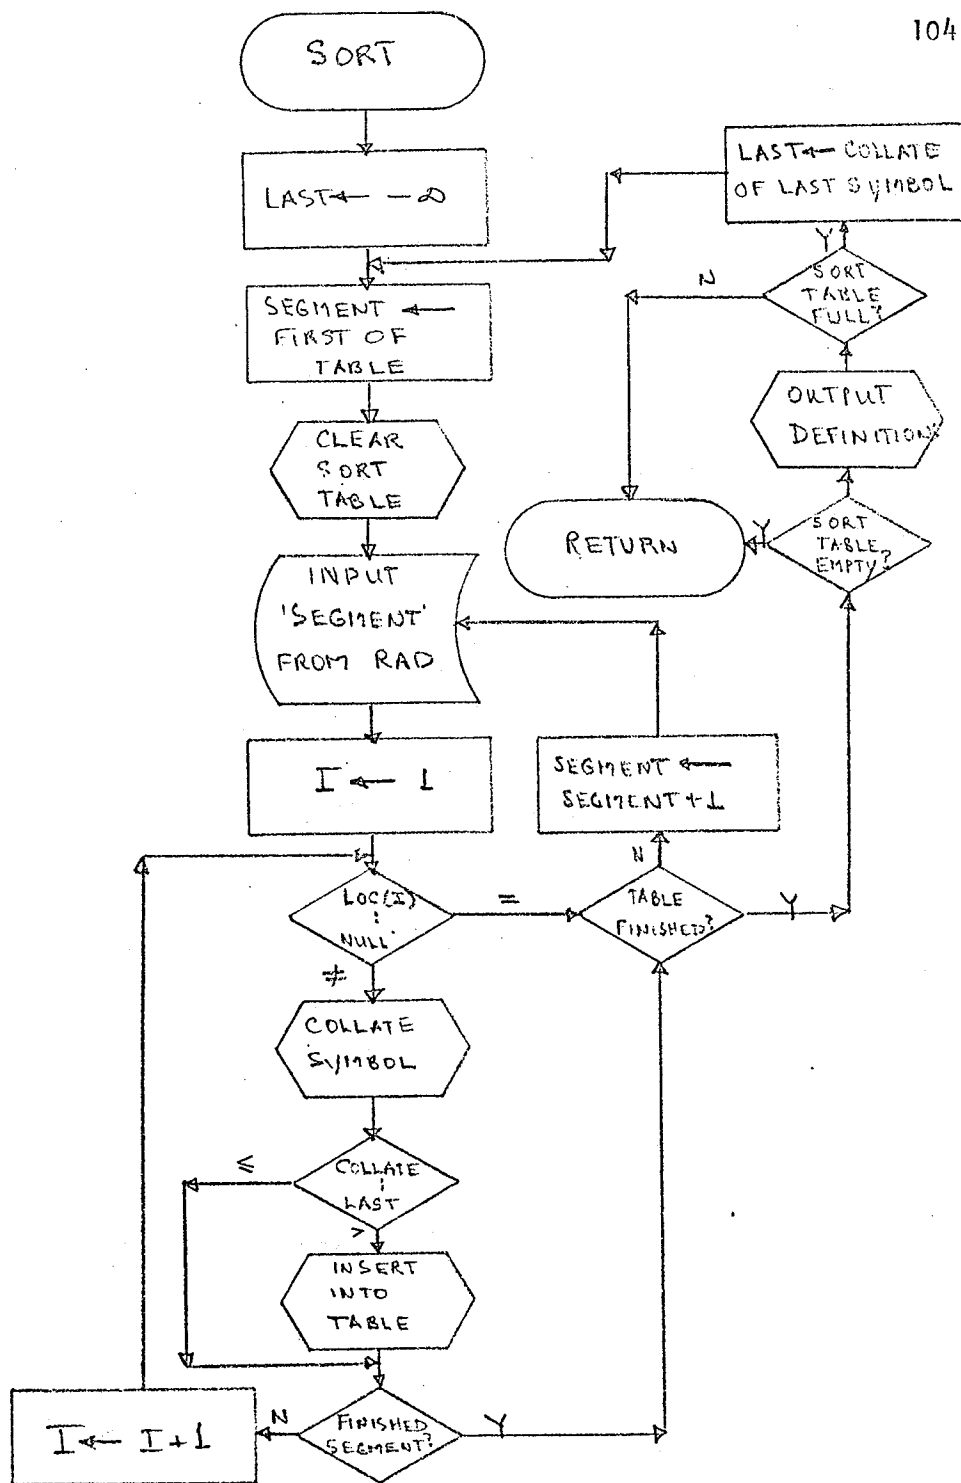 104
SORT
LAST ← -∞
SEGMENT ←
FIRST OF
TABLE
CLEAR
SORT
TABLE
INPUT
'SEGMENT'
FROM RAD
I ← 1
LOC(I)
:
NULL
=
≠
COLLATE
SYMBOL
COLLATE
:
LAST
≤
>
INSERT
INTO
TABLE
FINISHED
SEGMENT?
N
Y
I ← I + 1
TABLE
FINISHED?
N
Y
SEGMENT ←
SEGMENT + 1
SORT
TABLE
EMPTY?
Y
RETURN
OUTPUT
DEFINITIONS
SORT
TABLE
FULL?
N
Y
LAST ← COLLATE
OF LAST SYMBOL